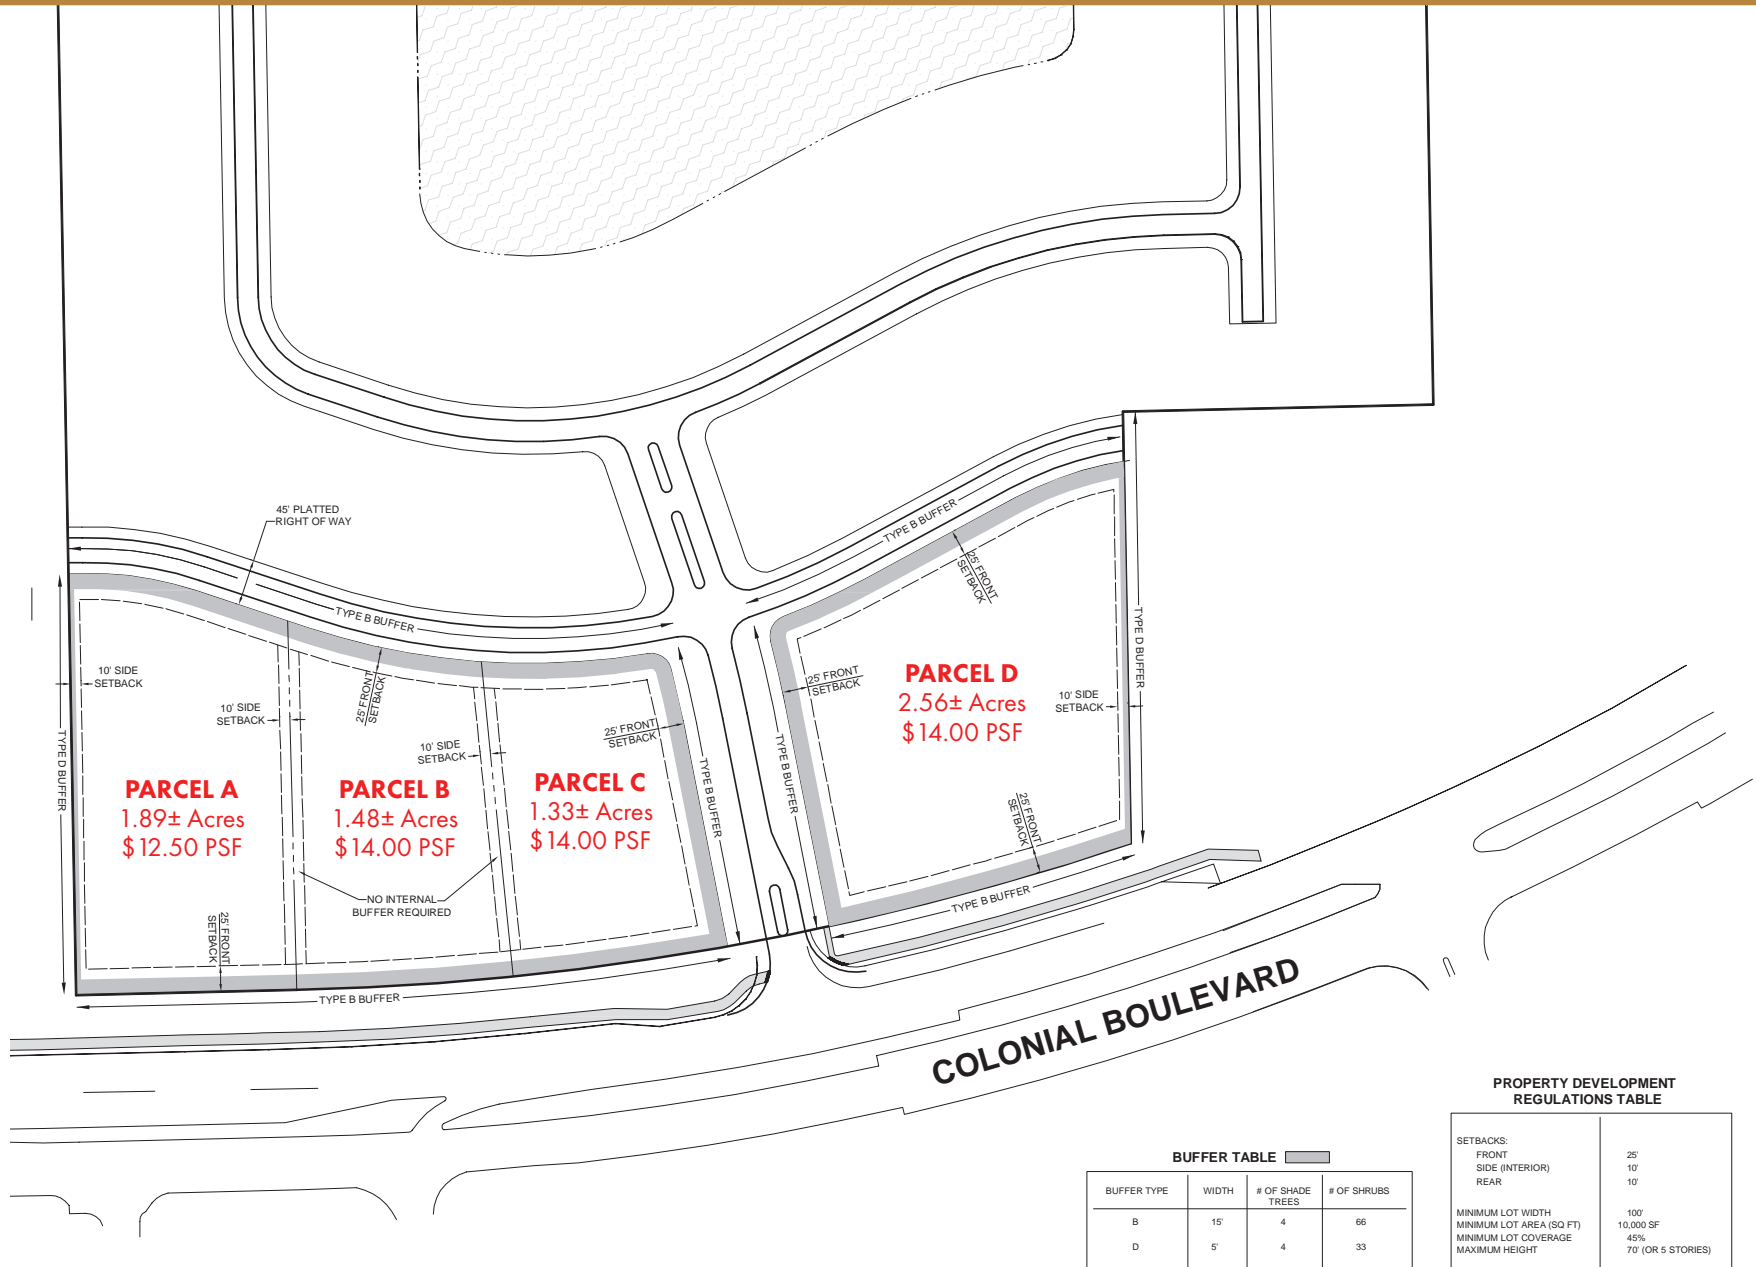 45' PLATTED
RIGHT OF WAY
TYPE B BUFFER
TYPE B BUFFER
25' FRONT
SETBACK
TYPE D BUFFER
10' SIDE
SETBACK
10' SIDE
SETBACK
25' FRONT
SETBACK
10' SIDE
SETBACK
25' FRONT
SETBACK
25' FRONT
SETBACK
PARCEL D
2.56± Acres
$14.00 PSF
10' SIDE
SETBACK
TYPE D BUFFER
PARCEL A
1.89± Acres
$12.50 PSF
PARCEL B
1.48± Acres
$14.00 PSF
PARCEL C
1.33± Acres
$14.00 PSF
TYPE B BUFFER
TYPE B BUFFER
25' FRONT
SETBACK
NO INTERNAL
BUFFER REQUIRED
25' FRONT
SETBACK
TYPE B BUFFER
TYPE B BUFFER
COLONIAL BOULEVARD
BUFFER TABLE
BUFFER TYPE WIDTH # OF SHADE TREES # OF SHRUBS
B 15' 4 66
D 5' 4 33
PROPERTY DEVELOPMENT
REGULATIONS TABLE
SETBACKS:
FRONT 25'
SIDE (INTERIOR) 10'
REAR 10'
MINIMUM LOT WIDTH 100'
MINIMUM LOT AREA (SQ FT) 10,000 SF
MINIMUM LOT COVERAGE 45%
MAXIMUM HEIGHT 70' (OR 5 STORIES)